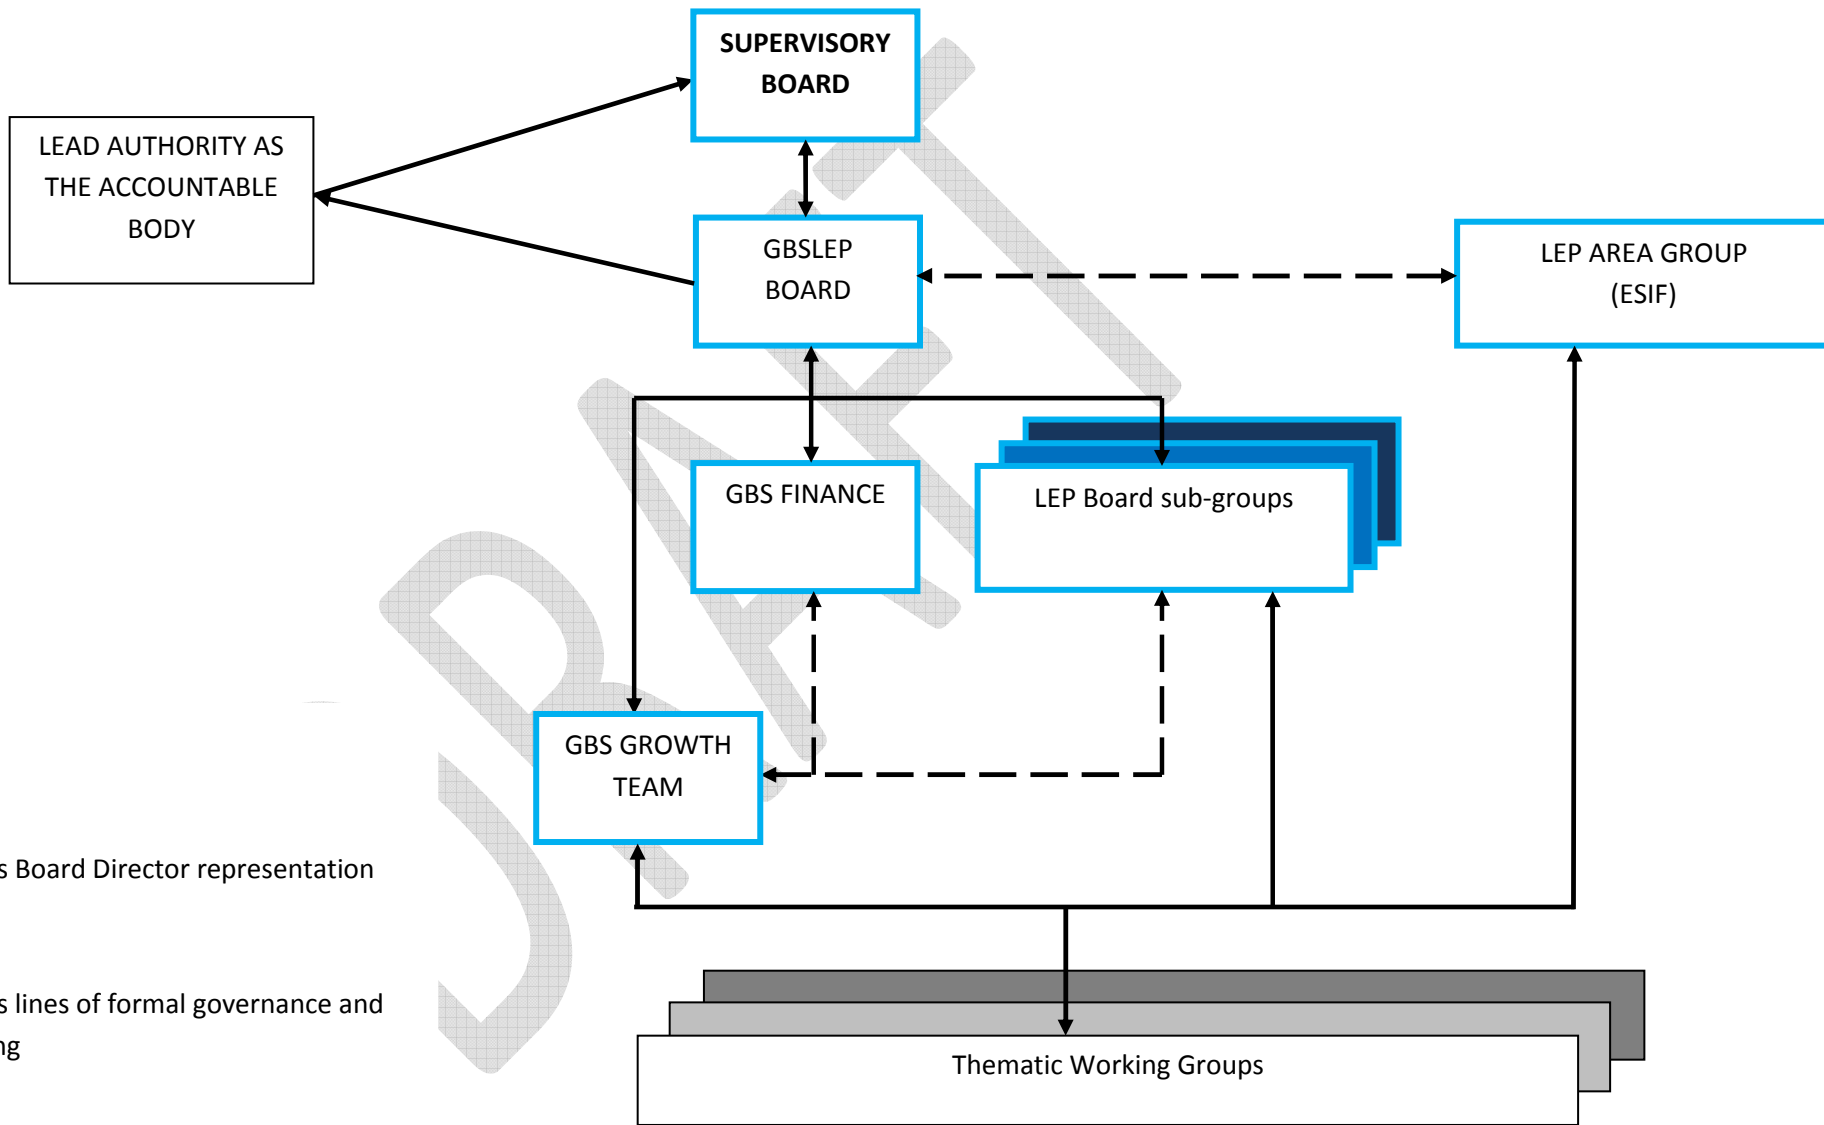 SUPERVISORY
BOARD
LEAD AUTHORITY AS
THE ACCOUNTABLE
BODY
GBSLEP
BOARD
LEP AREA GROUP
(ESIF)
GBS FINANCE
LEP Board sub-groups
GBS GROWTH
TEAM
s Board Director representation
s lines of formal governance and
ng
Thematic Working Groups
DRAFT